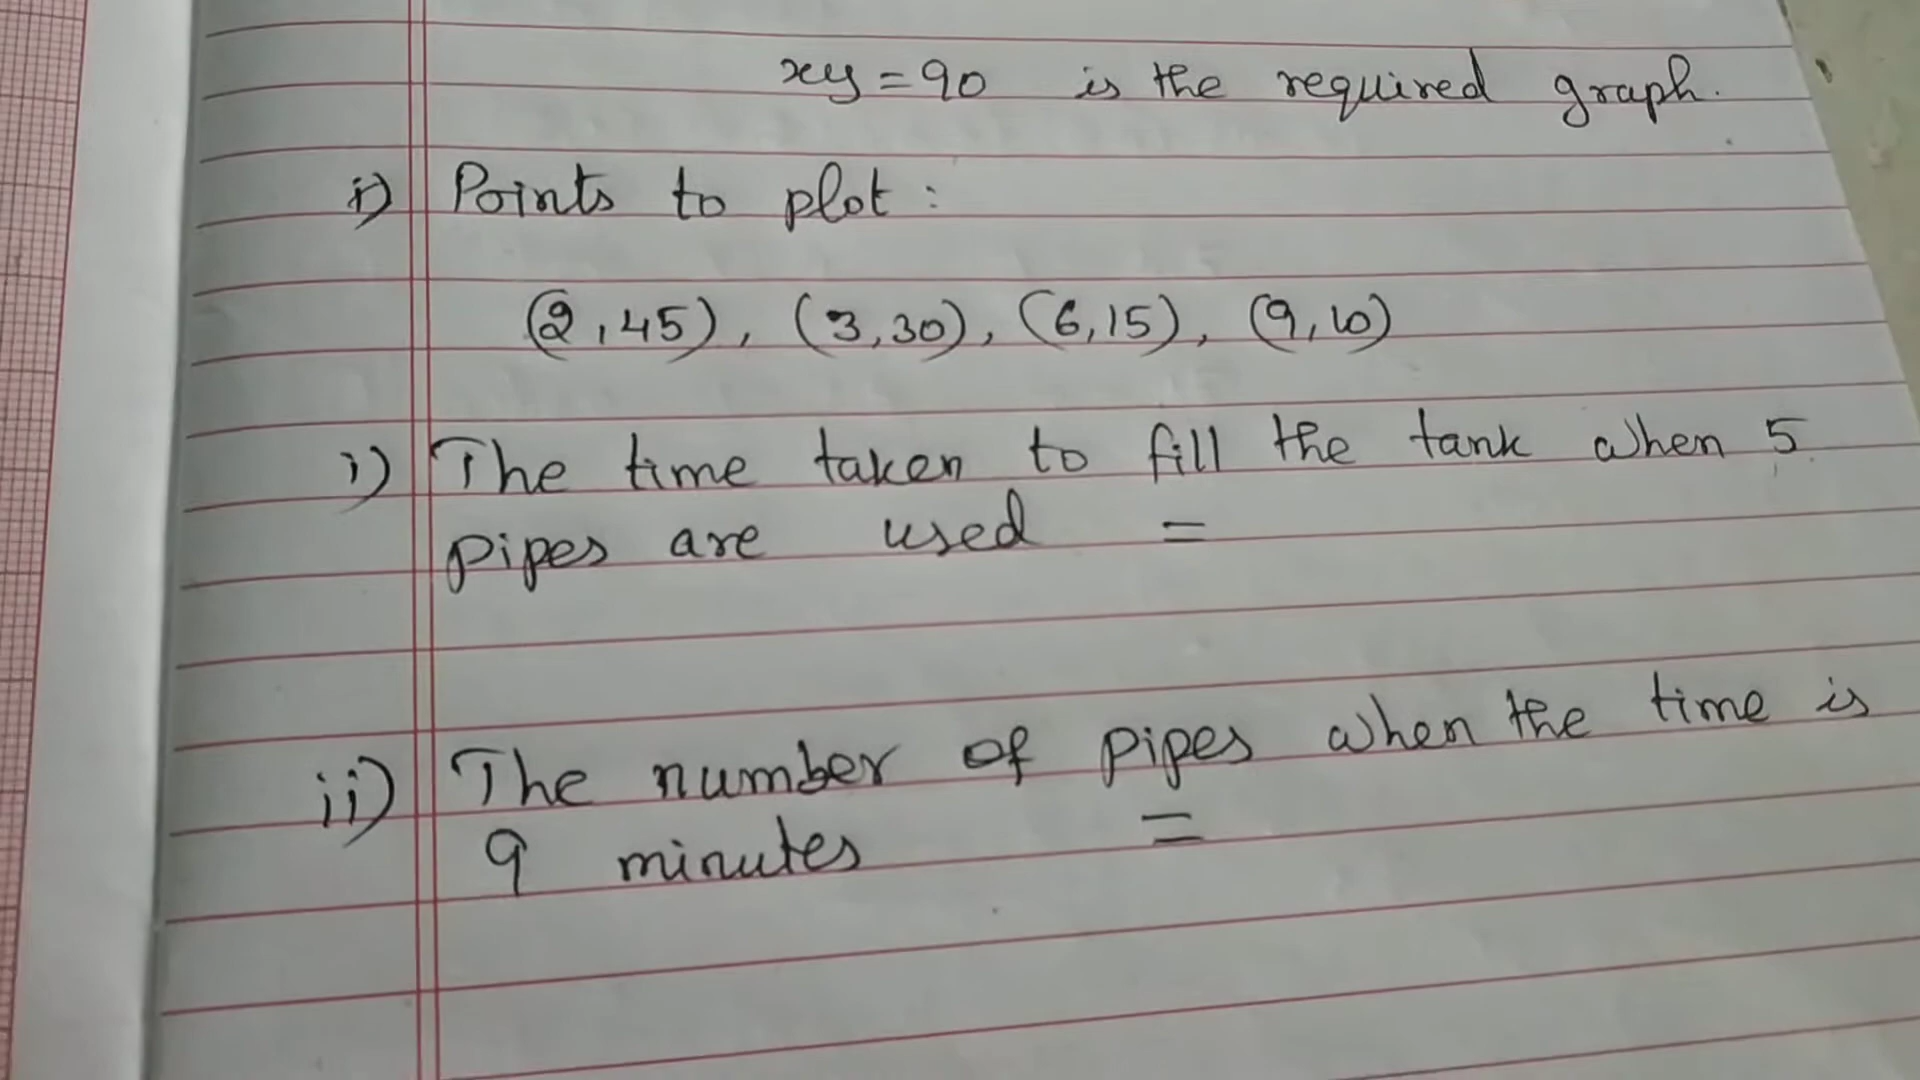 xy = 90 is the required graph.
i) Points to plot :
(2,45), (3,30), (6,15), (9,10)
i) The time taken to fill the tank when 5
pipes are used =
ii) The number of pipes when the time is
9 minutes =